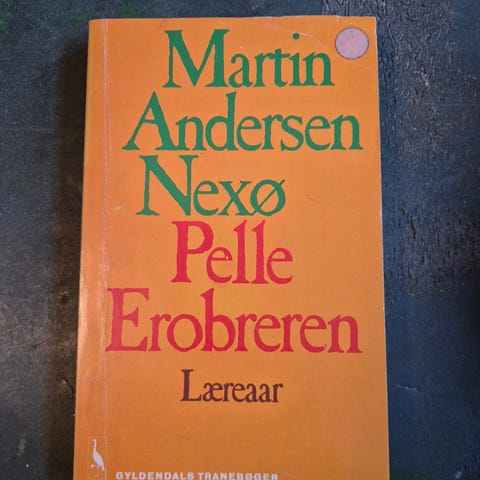 Martin
Andersen
Nexø
Pelle
Erobreren
Læreaar
GYLDENDALS TRANEBØGER